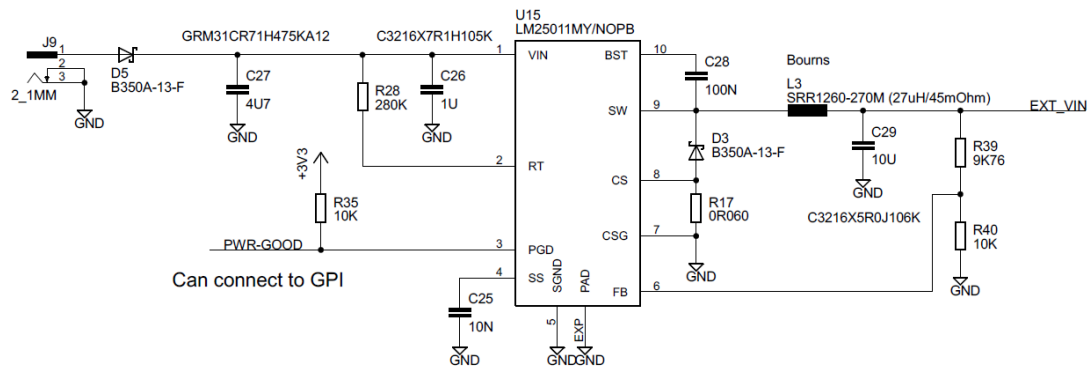 U15
LM25011MY/NOPB
J9
1
2
3
2_1MM
GND
D5
B350A-13-F
GRM31CR71H475KA12
C27
4U7
GND
R28
280K
C3216X7R1H105K
C26
1U
GND
1
VIN
2
RT
3
PGD
4
SS
SGND
5
PAD
EXP
BST
10
SW
9
CS
8
CSG
7
FB
6
+3V3
R35
10K
PWR-GOOD
Can connect to GPI
C25
10N
GND
GND
GND
C28
100N
D3
B350A-13-F
R17
0R060
GND
Bourns
L3
SRR1260-270M (27uH/45mOhm)
EXT_VIN
C29
10U
GND
C3216X5R0J106K
R39
9K76
R40
10K
GND